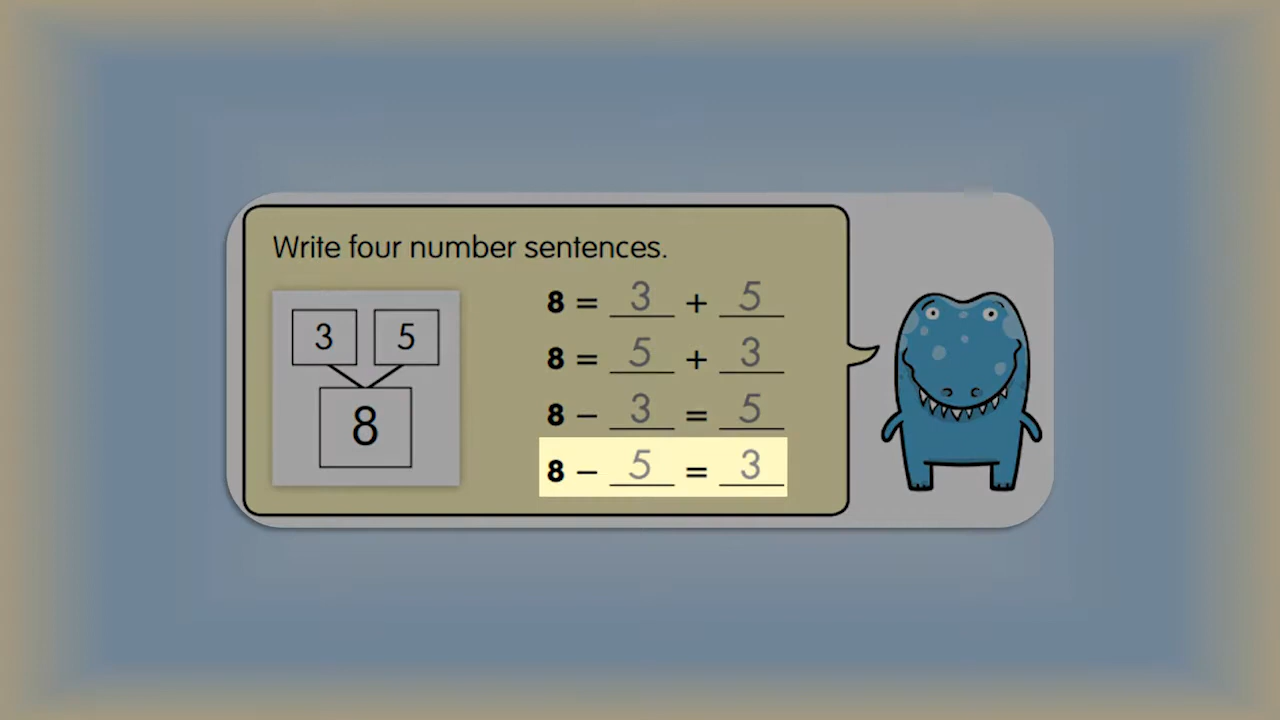 Write four number sentences.
3 5
8
8 = 3 + 5
8 = 5 + 3
8 − 3 = 5
8 − 5 = 3